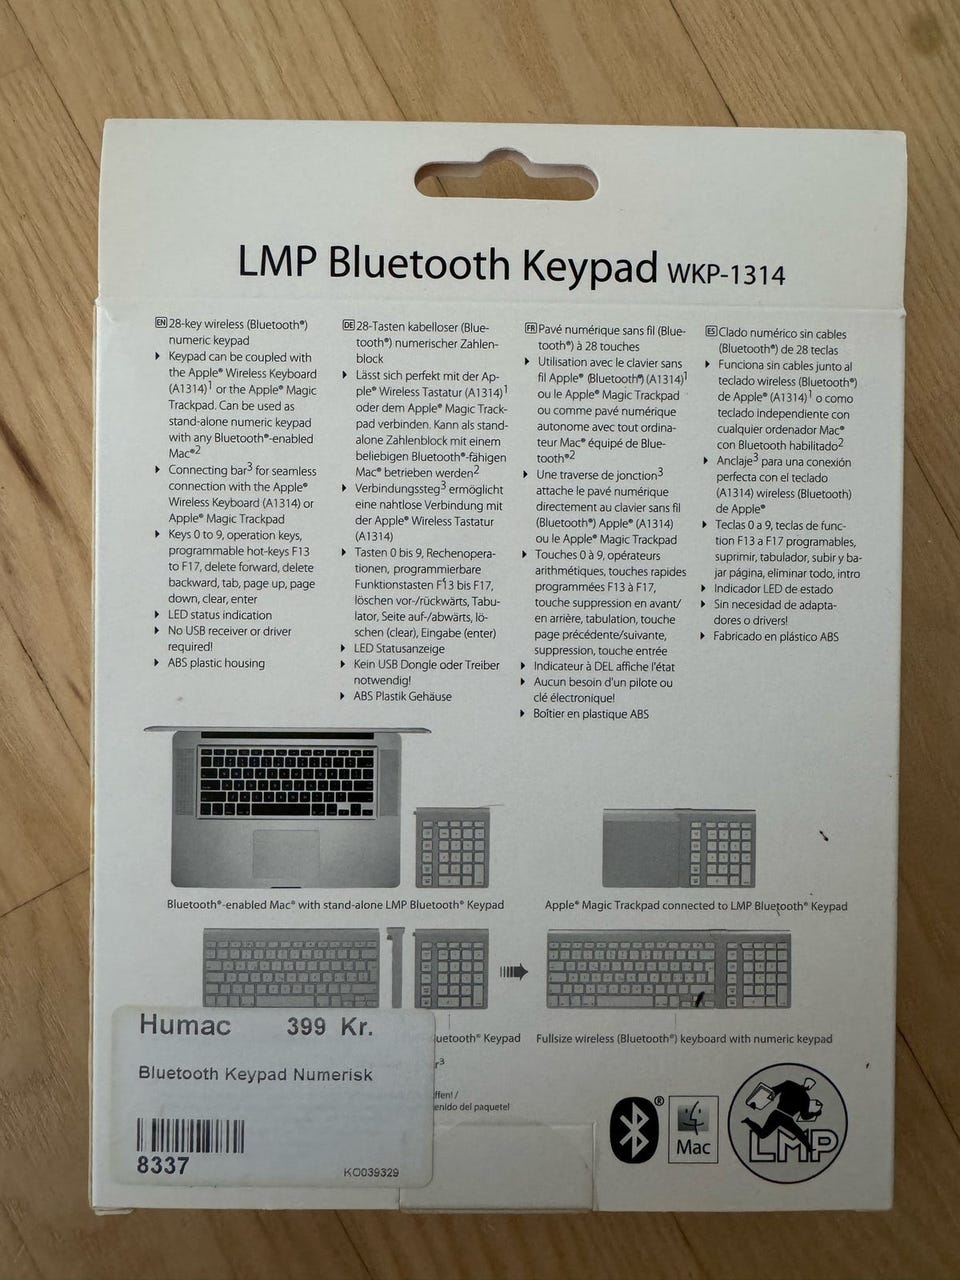 LMP Bluetooth Keypad WKP-1314
EN 28-key wireless (Bluetooth®)
numeric keypad
Keypad can be coupled with
the Apple® Wireless Keyboard
(A1314)¹ or the Apple® Magic
Trackpad. Can be used as
stand-alone numeric keypad
with any Bluetooth®-enabled
Mac®²
Connecting bar³ for seamless
connection with the Apple®
Wireless Keyboard (A1314) or
Apple® Magic Trackpad
Keys 0 to 9, operation keys,
programmable hot-keys F13
to F17, delete forward, delete
backward, tab, page up, page
down, clear, enter
LED status indication
No USB receiver or driver
required!
ABS plastic housing
DE 28-Tasten kabelloser (Blue-
tooth®) numerischer Zahlen-
block
Lässt sich perfekt mit der Ap-
ple® Wireless Tastatur (A1314)¹
oder dem Apple® Magic Track-
pad verbinden. Kann als stand-
alone Zahlenblock mit einem
beliebigen Bluetooth®-fähigen
Mac® betrieben werden²
Verbindungssteg³ ermöglicht
eine nahtlose Verbindung mit
der Apple® Wireless Tastatur
(A1314)
Tasten 0 bis 9, Rechenopera-
tionen, programmierbare
Funktionstasten F13 bis F17,
löschen vor-/rückwärts, Tabu-
lator, Seite auf-/abwärts, lö-
schen (clear), Eingabe (enter)
LED Statusanzeige
Kein USB Dongle oder Treiber
notwendig!
ABS Plastik Gehäuse
FR Pavé numérique sans fil (Blue-
tooth®) à 28 touches
Utilisation avec le clavier sans
fil Apple® (Bluetooth®) (A1314)¹
ou le Apple® Magic Trackpad
ou comme pavé numérique
autonome avec tout ordina-
teur Mac® équipé de Blue-
tooth®²
Une traverse de jonction³
attache le pavé numérique
directement au clavier sans fil
(Bluetooth) Apple® (A1314)
ou le Apple® Magic Trackpad
Touches 0 à 9, opérateurs
arithmétiques, touches rapides
programmées F13 à F17,
touche suppression en avant/
en arrière, tabulation, touche
page précédente/suivante,
suppression, touche entrée
Indicateur à DEL affiche l'état
Aucun besoin d'un pilote ou
clé électronique!
Boîtier en plastique ABS
ES Clado numérico sin cables
(Bluetooth®) de 28 teclas
Funciona sin cables junto al
teclado wireless (Bluetooth®)
de Apple® (A1314)¹ o como
teclado independiente con
cualquier ordenador Mac®
con Bluetooth habilitado²
Anclaje³ para una conexión
perfecta con el teclado
(A1314) wireless (Bluetooth)
de Apple®
Teclas 0 a 9, teclas de func-
tion F13 a F17 programables,
suprimir, tabulador, subir y ba-
jar página, eliminar todo, intro
Indicador LED de estado
Sin necesidad de adapta-
dores o drivers!
Fabricado en plástico ABS
Bluetooth®-enabled Mac® with stand-alone LMP Bluetooth® Keypad
Apple® Magic Trackpad connected to LMP Bluetooth® Keypad
uetooth® Keypad
Fullsize wireless (Bluetooth®) keyboard with numeric keypad
r³
ffen! /
enido del paquete!
Humac 399 Kr.
Bluetooth Keypad Numerisk
8337
KO039329
®
Mac
LMP